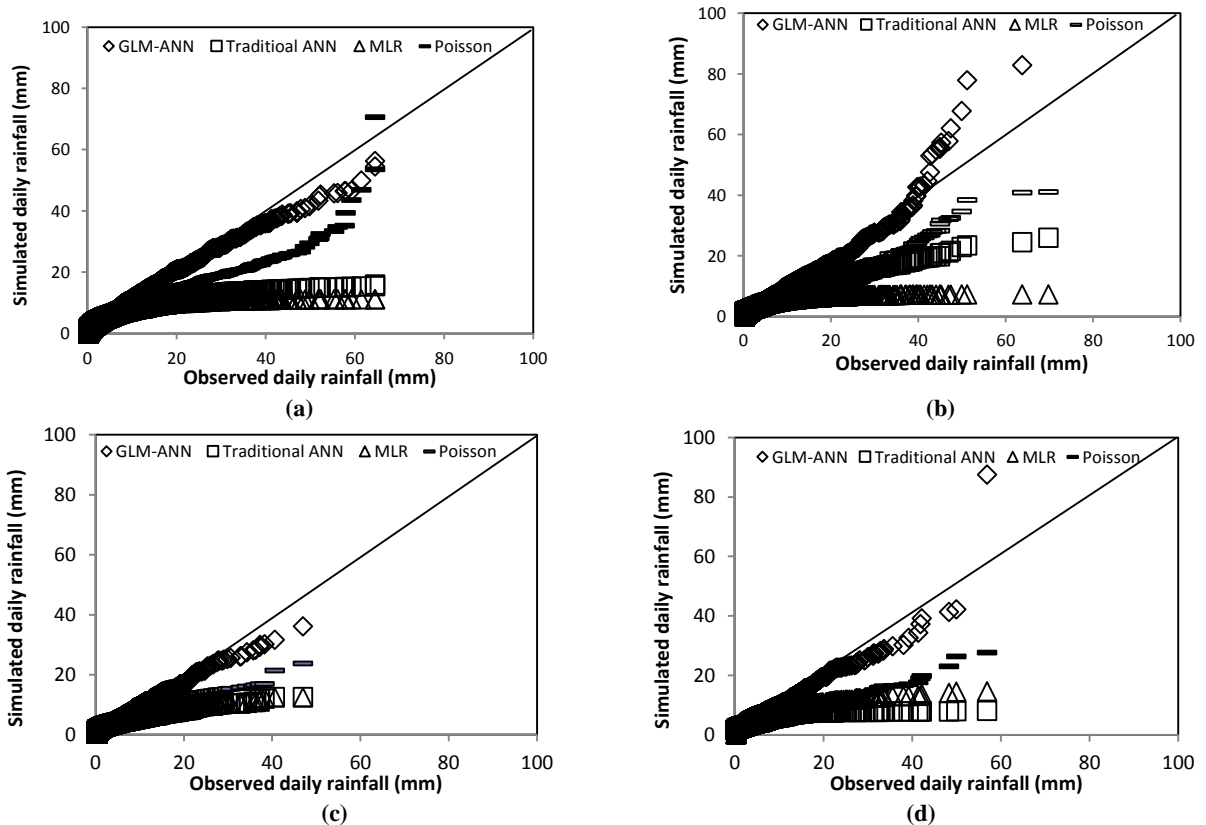 100
80
60
40
20
0
Simulated daily rainfall (mm)
GLM-ANN Traditioal ANN MLR Poisson
0 20 40 60 80 100
Observed daily rainfall (mm)
(a)
100
80
60
40
20
0
Simulated daily rainfall (mm)
GLM-ANN Traditional ANN MLR Poisson
0 20 40 60 80 100
Observed daily rainfall (mm)
(b)
100
80
60
40
20
0
Simulated daily rainfall (mm)
GLM-ANN Traditional ANN MLR Poisson
0 20 40 60 80 100
Observed daily rainfall (mm)
(c)
100
80
60
40
20
0
Simulated daily rainfall (mm)
GLM-ANN Traditional ANN MLR Poisson
0 20 40 60 80 100
Observed daily rainfall (mm)
(d)